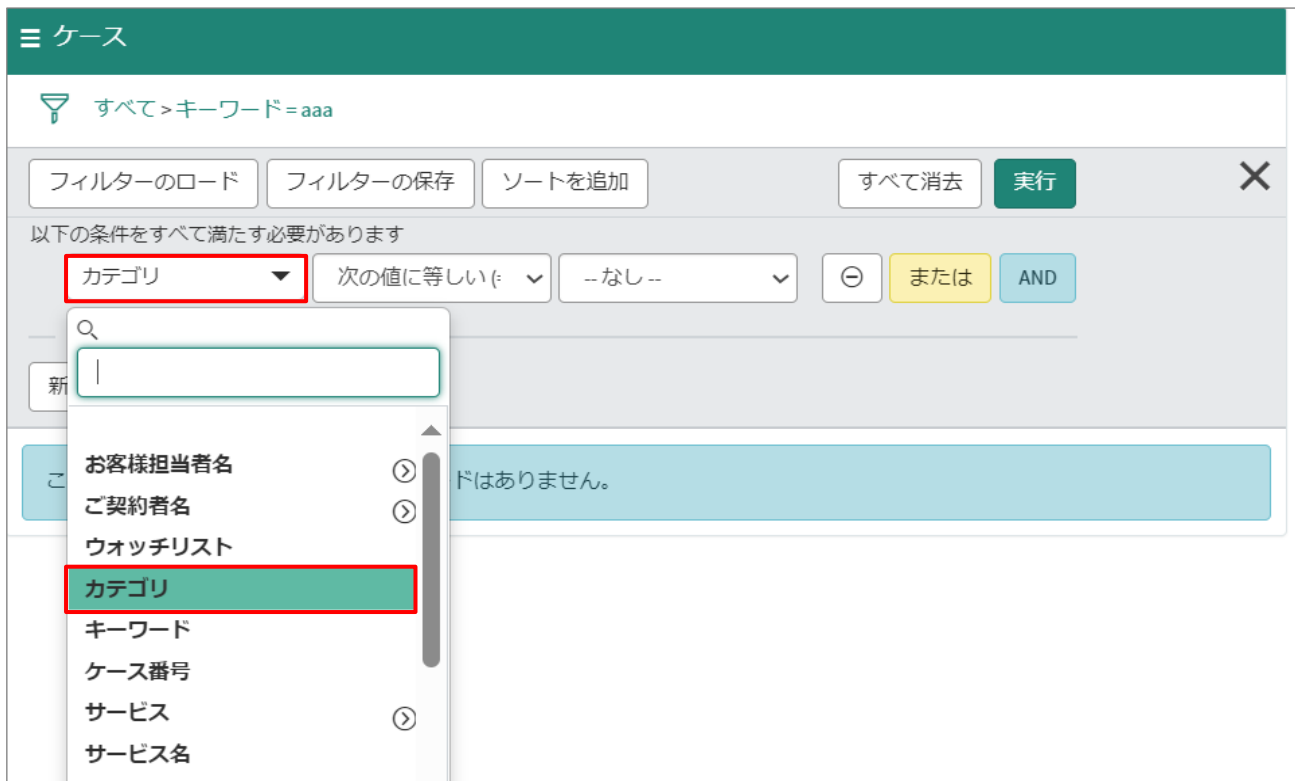 ケース
すべて>キーワード = aaa
フィルターのロード フィルターの保存 ソートを追加 すべて消去 実行
以下の条件をすべて満たす必要があります
カテゴリ 次の値に等しい (= -- なし -- または AND
新
こ ードはありません。
お客様担当者名
ご契約者名
ウォッチリスト
カテゴリ
キーワード
ケース番号
サービス
サービス名